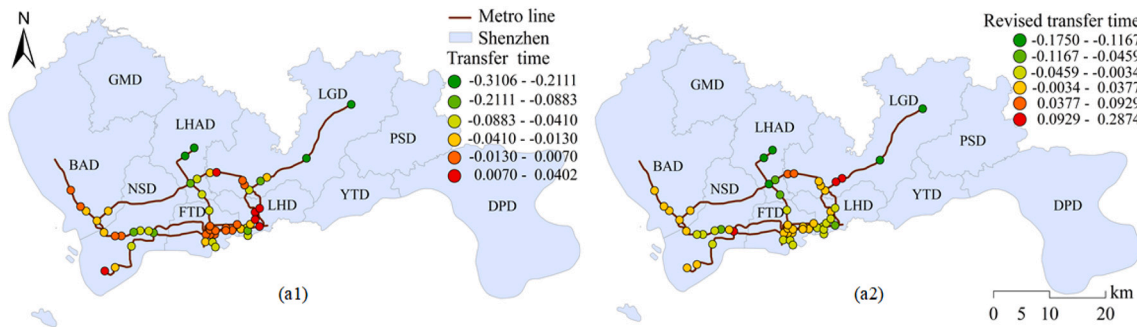 N
Metro line
Shenzhen
Transfer time
-0.3106 - -0.2111
-0.2111 - -0.0883
-0.0883 - -0.0410
-0.0410 - -0.0130
-0.0130 - 0.0070
0.0070 - 0.0402
GMD
LHAD
LGD
PSD
BAD
NSD
FTD
LHD
YTD
DPD
(a1)
Revised transfer time
-0.1750 - -0.1167
-0.1167 - -0.0459
-0.0459 - -0.0034
-0.0034 - 0.0377
0.0377 - 0.0929
0.0929 - 0.2874
GMD
LHAD
LGD
PSD
BAD
NSD
FTD
LHD
YTD
DPD
(a2)
km
0 10 20